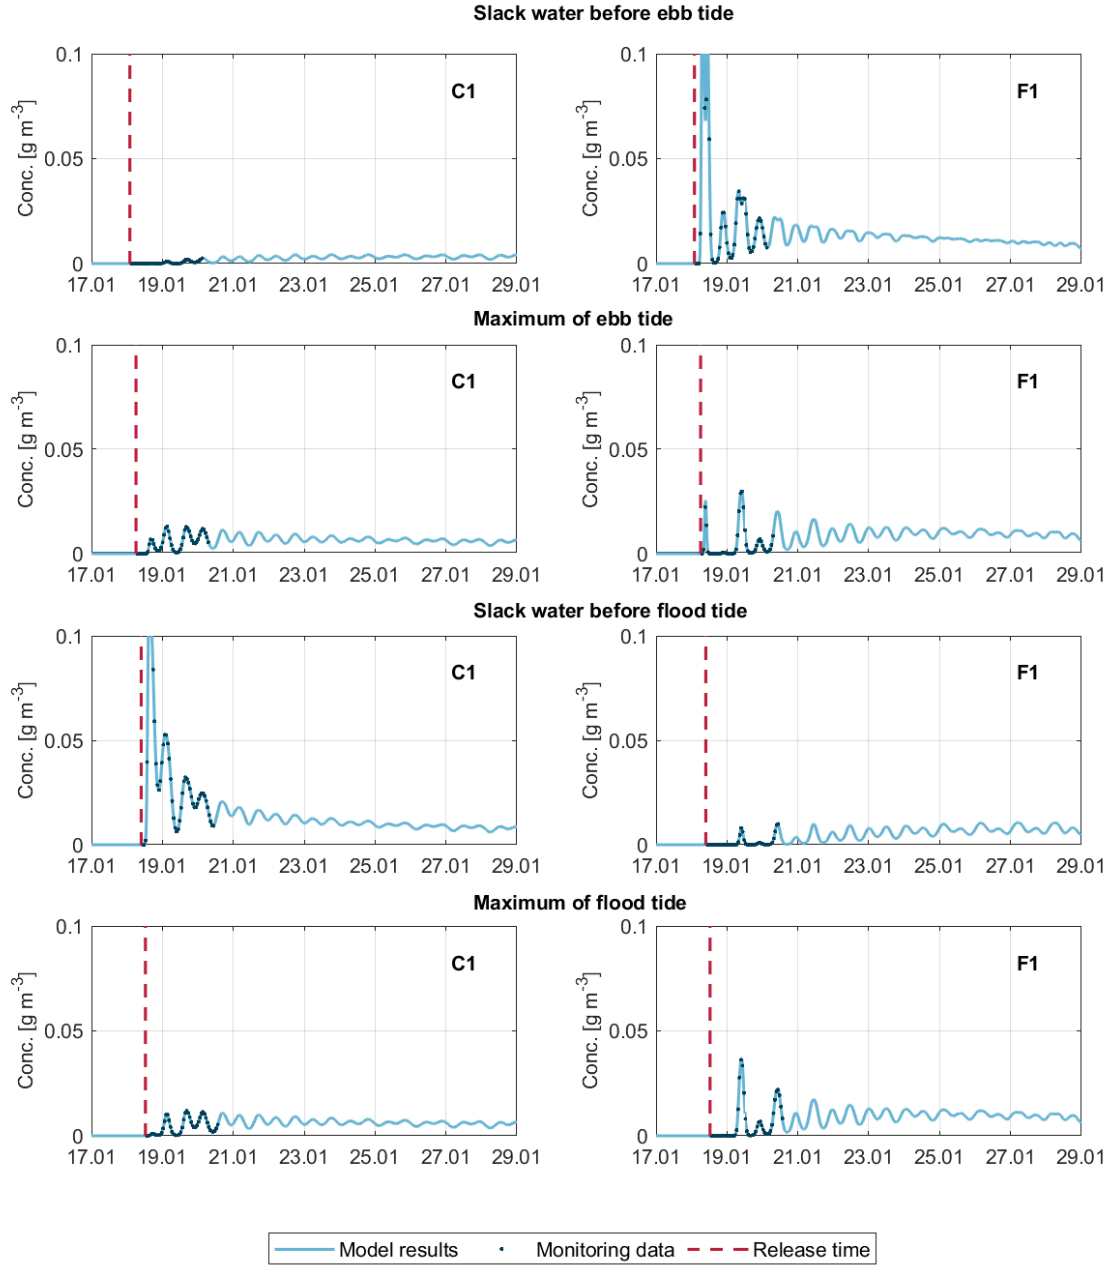 Slack water before ebb tide
0.1
0.05
0
Conc. [g m⁻³]
C1
17.01 19.01 21.01 23.01 25.01 27.01 29.01
0.1
0.05
0
Conc. [g m⁻³]
F1
17.01 19.01 21.01 23.01 25.01 27.01 29.01
Maximum of ebb tide
0.1
0.05
0
Conc. [g m⁻³]
C1
17.01 19.01 21.01 23.01 25.01 27.01 29.01
0.1
0.05
0
Conc. [g m⁻³]
F1
17.01 19.01 21.01 23.01 25.01 27.01 29.01
Slack water before flood tide
0.1
0.05
0
Conc. [g m⁻³]
C1
17.01 19.01 21.01 23.01 25.01 27.01 29.01
0.1
0.05
0
Conc. [g m⁻³]
F1
17.01 19.01 21.01 23.01 25.01 27.01 29.01
Maximum of flood tide
0.1
0.05
0
Conc. [g m⁻³]
C1
17.01 19.01 21.01 23.01 25.01 27.01 29.01
0.1
0.05
0
Conc. [g m⁻³]
F1
17.01 19.01 21.01 23.01 25.01 27.01 29.01
Model results Monitoring data Release time